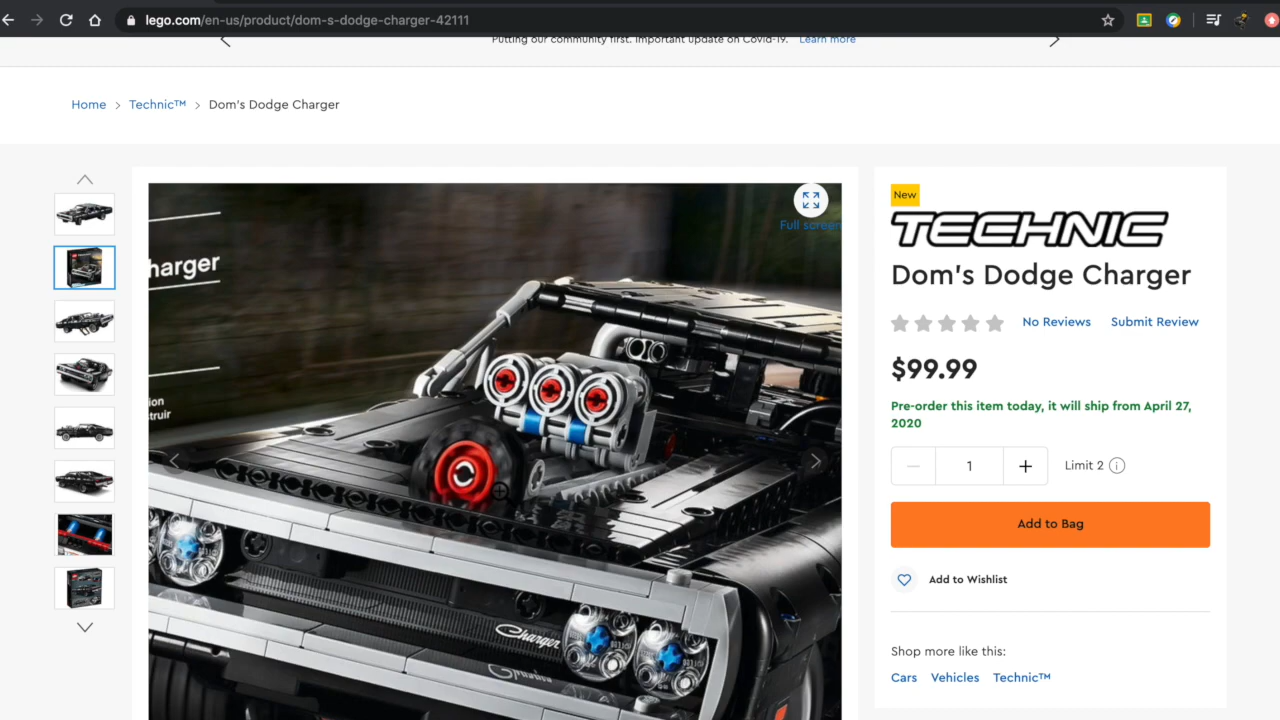 lego.com/en-us/product/dom-s-dodge-charger-42111
Putting our community first. Important update on Covid-19. Learn more
Home > Technic™ > Dom's Dodge Charger
Full screen
harger
ion
truir
Charger
New
TECHNIC
Dom's Dodge Charger
No Reviews Submit Review
$99.99
Pre-order this item today, it will ship from April 27,
2020
1 Limit 2
Add to Bag
Add to Wishlist
Shop more like this:
Cars Vehicles Technic™